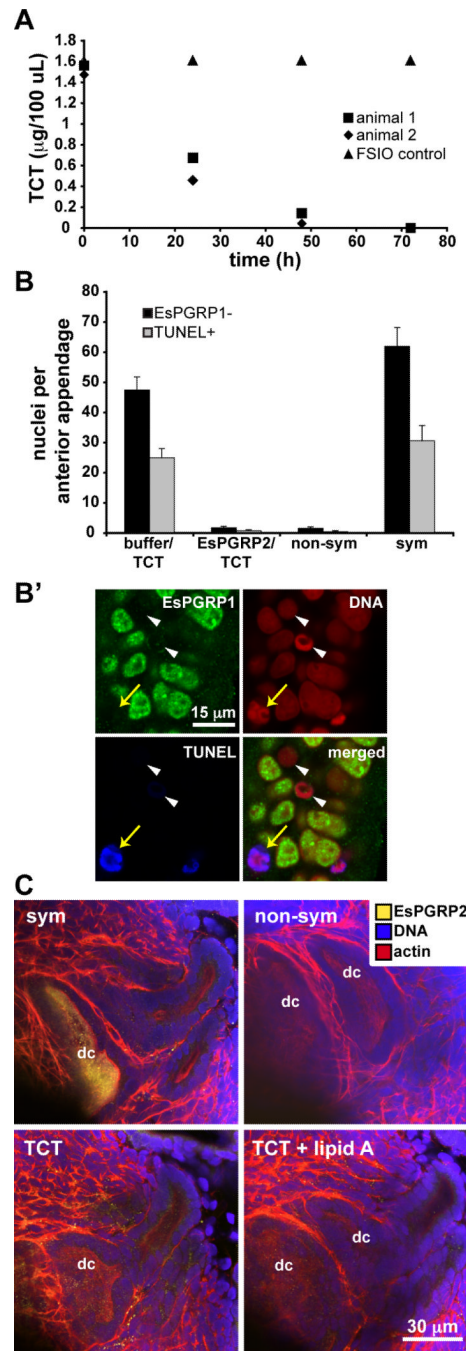 A
TCT (μg/100 uL)
1.8
1.6
1.4
1.2
1
0.8
0.6
0.4
0.2
0
animal 1
animal 2
FSIO control
0 20 40 60 80
time (h)
B
nuclei per
anterior appendage
80
70
60
50
40
30
20
10
0
EsPGRP1-
TUNEL+
buffer/ EsPGRP2/ non-sym sym
TCT TCT
B'
EsPGRP1 DNA
15 μm
TUNEL merged
C
sym non-sym
EsPGRP2
DNA
actin
dc
dc
dc
TCT TCT + lipid A
dc
dc
dc
30 μm